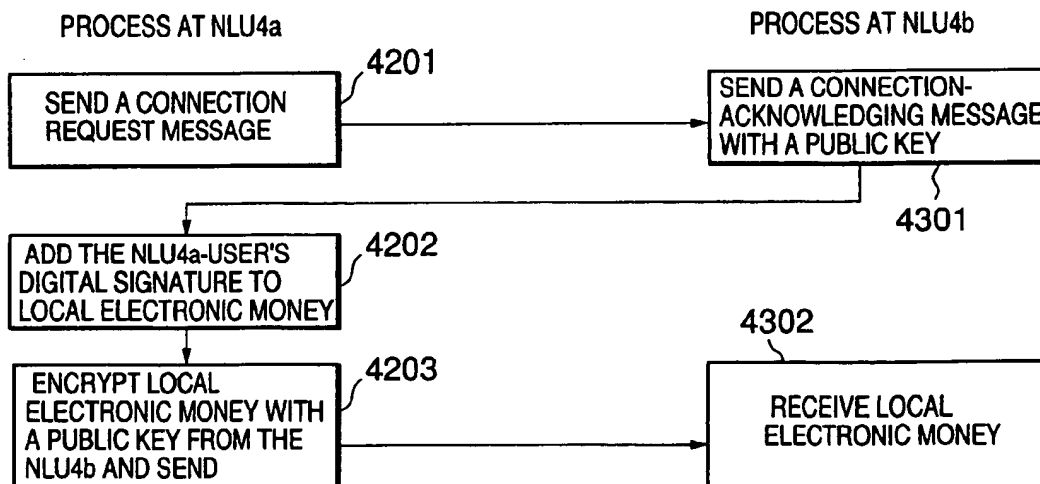 PROCESS AT NLU4a
PROCESS AT NLU4b
4201
SEND A CONNECTION
REQUEST MESSAGE
SEND A CONNECTION-
ACKNOWLEDGING MESSAGE
WITH A PUBLIC KEY
4301
ADD THE NLU4a-USER'S
DIGITAL SIGNATURE TO
LOCAL ELECTRONIC MONEY
4202
4302
ENCRYPT LOCAL
ELECTRONIC MONEY WITH
A PUBLIC KEY FROM THE
NLU4b AND SEND
4203
RECEIVE LOCAL
ELECTRONIC MONEY